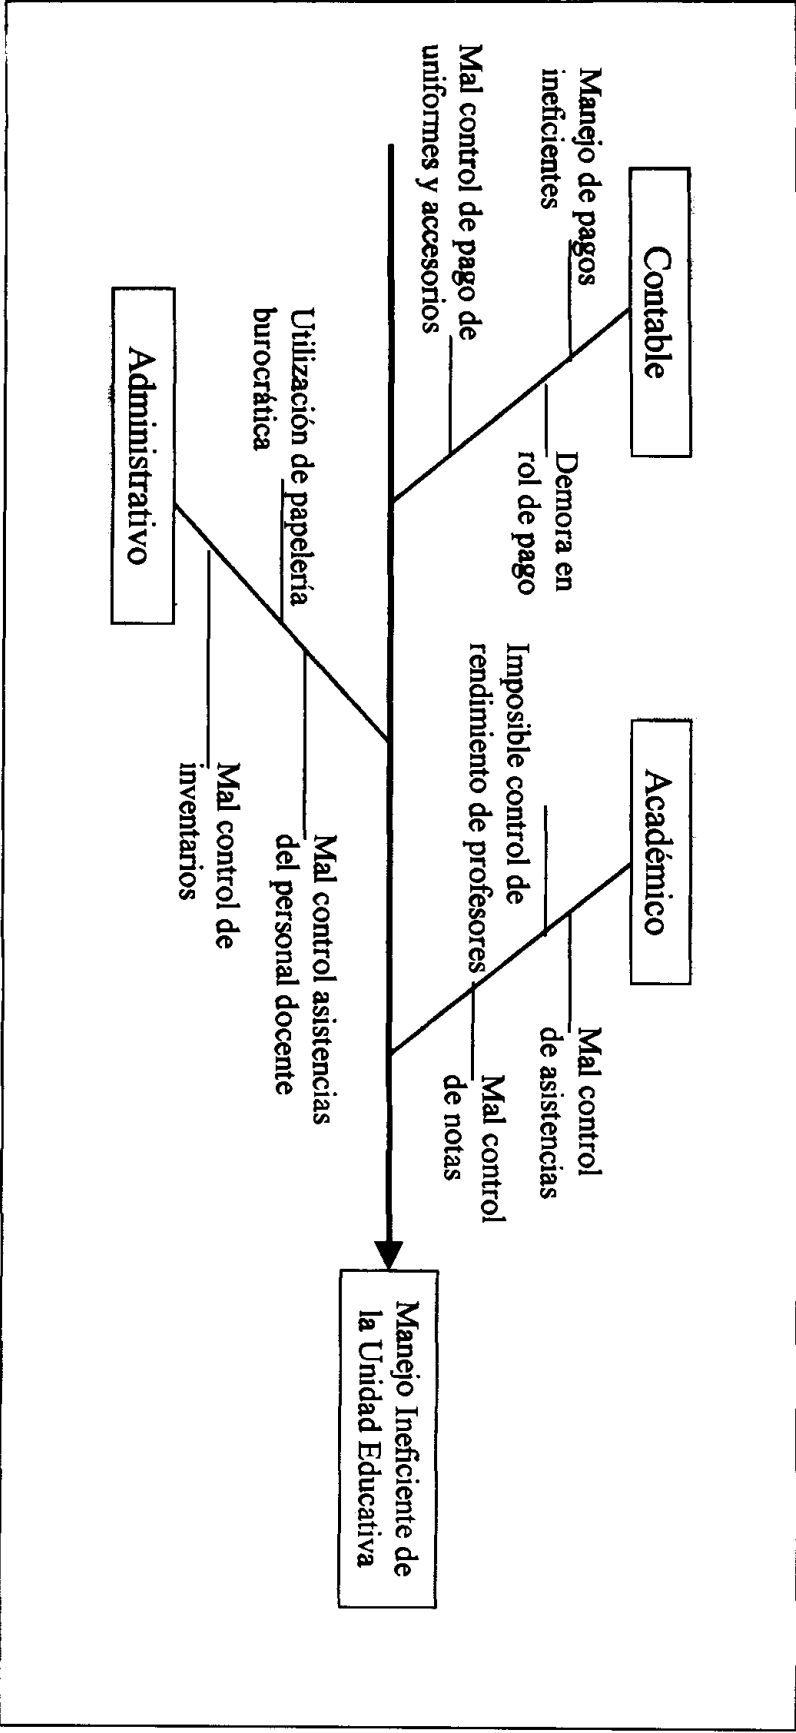 Contable
Académico
Manejo de pagos
ineficientes
Demora en
rol de pago
Mal control de pago de
uniformes y accesorios
Mal control
de asistencias
Imposible control de
rendimiento de profesores
Mal control
de notas
Manejo Ineficiente de
la Unidad Educativa
Utilización de papelería
burocrática
Mal control asistencias
del personal docente
Mal control de
inventarios
Administrativo